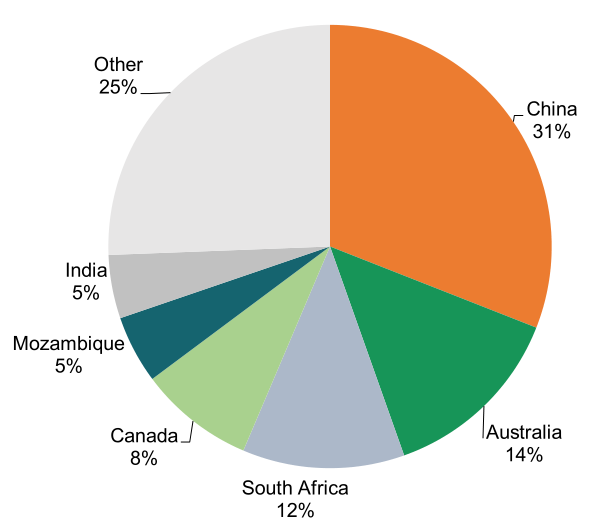 Other
25%
China
31%
India
5%
Mozambique
5%
Canada
8%
Australia
14%
South Africa
12%